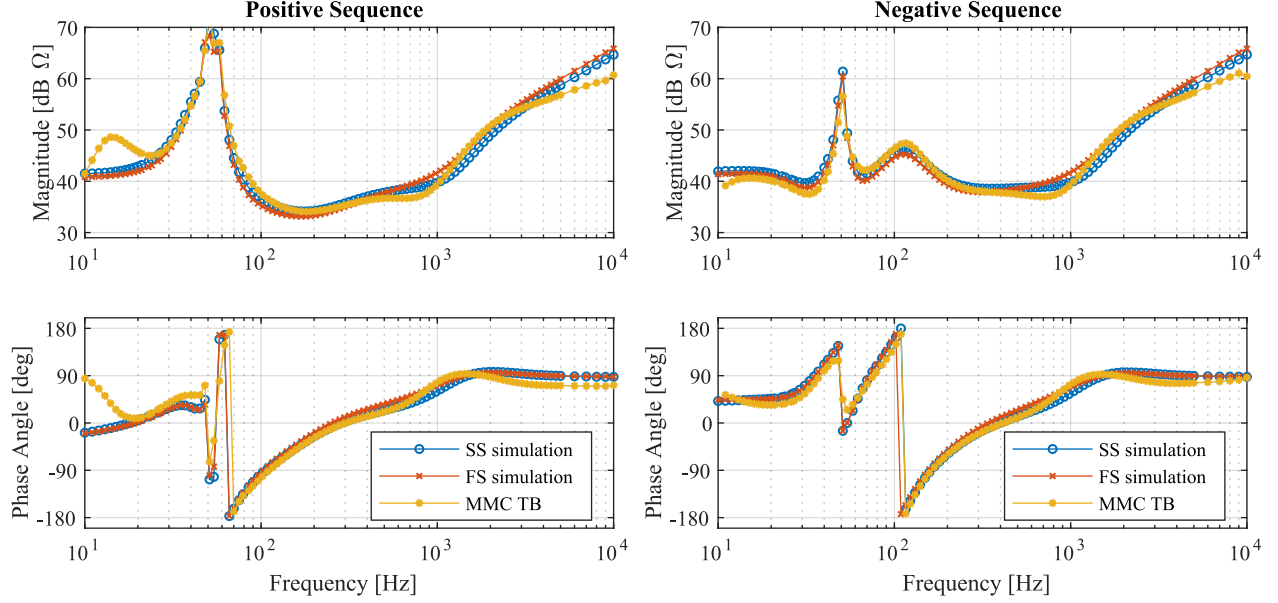 Positive Sequence
Negative Sequence
Magnitude [dB Ω]
70
60
50
40
30
10^1
10^2
10^3
10^4
Magnitude [dB Ω]
70
60
50
40
30
10^1
10^2
10^3
10^4
Phase Angle [deg]
180
90
0
-90
-180
SS simulation
FS simulation
MMC TB
10^1
10^2
10^3
10^4
Frequency [Hz]
Phase Angle [deg]
180
90
0
-90
-180
SS simulation
FS simulation
MMC TB
10^1
10^2
10^3
10^4
Frequency [Hz]